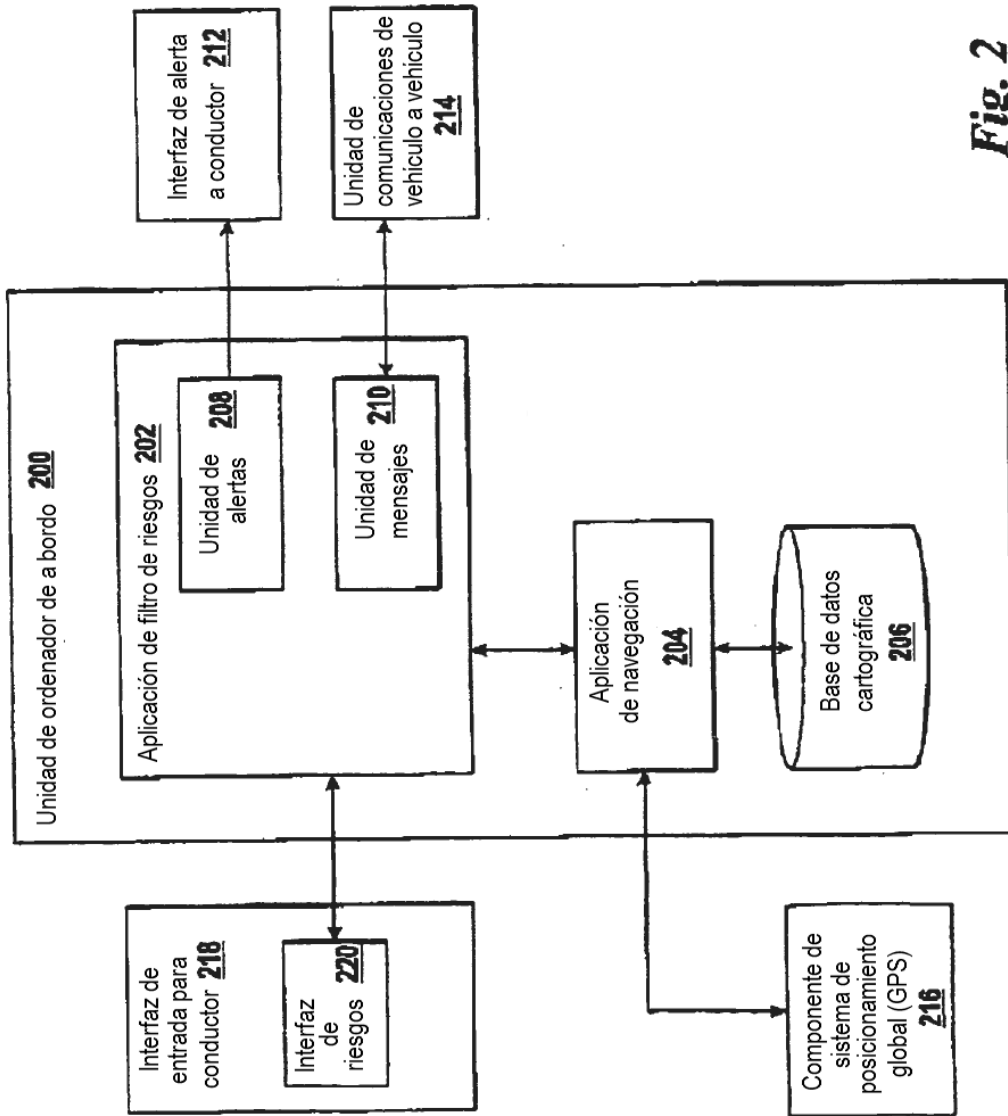 Unidad de ordenador de a bordo 200
Aplicación de filtro de riesgos 202
Unidad de
alertas
208
Unidad de
mensajes
210
Interfaz de alerta
a conductor 212
Unidad de
comunicaciones de
vehículo a vehículo
214
Interfaz de
entrada para
conductor 218
Interfaz
de
riesgos
220
Aplicación
de navegación
204
Base de datos
cartográfica
206
Componente de
sistema de
posicionamiento
global (GPS)
216
Fig. 2